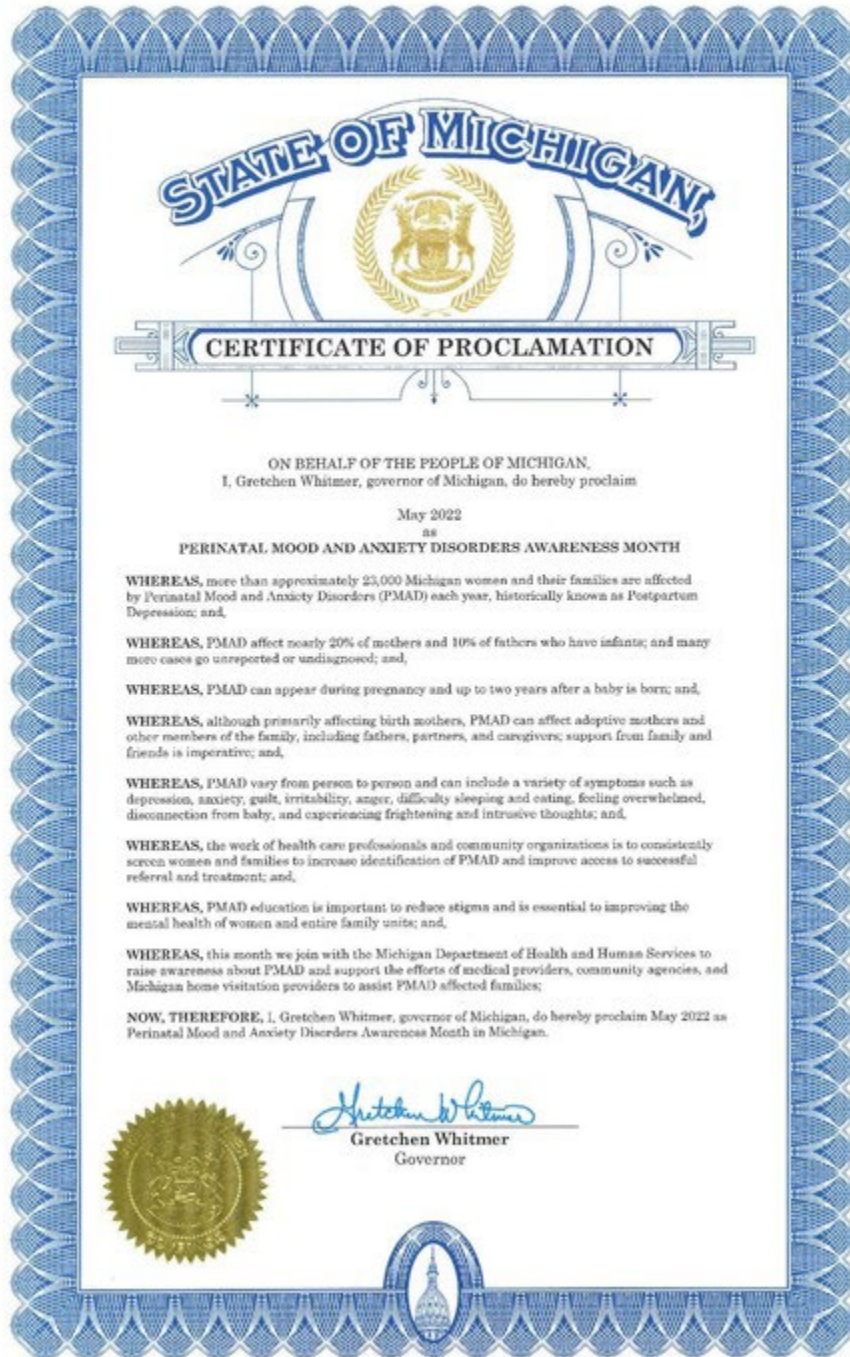 STATE OF MICHIGAN,
CERTIFICATE OF PROCLAMATION
ON BEHALF OF THE PEOPLE OF MICHIGAN,
I, Gretchen Whitmer, governor of Michigan, do hereby proclaim
May 2022
as
PERINATAL MOOD AND ANXIETY DISORDERS AWARENESS MONTH
WHEREAS, more than approximately 23,000 Michigan women and their families are affected
by Perinatal Mood and Anxiety Disorders (PMAD) each year, historically known as Postpartum
Depression; and,
WHEREAS, PMAD affect nearly 20% of mothers and 10% of fathers who have infants; and many
more cases go unreported or undiagnosed; and,
WHEREAS, PMAD can appear during pregnancy and up to two years after a baby is born; and,
WHEREAS, although primarily affecting birth mothers, PMAD can affect adoptive mothers and
other members of the family, including fathers, partners, and caregivers; support from family and
friends is imperative; and,
WHEREAS, PMAD vary from person to person and can include a variety of symptoms such as
depression, anxiety, guilt, irritability, anger, difficulty sleeping and eating, feeling overwhelmed,
disconnection from baby, and experiencing frightening and intrusive thoughts; and,
WHEREAS, the work of health care professionals and community organizations is to consistently
screen women and families to increase identification of PMAD and improve access to successful
referral and treatment; and,
WHEREAS, PMAD education is important to reduce stigma and is essential to improving the
mental health of women and entire family units; and,
WHEREAS, this month we join with the Michigan Department of Health and Human Services to
raise awareness about PMAD and support the efforts of medical providers, community agencies, and
Michigan home visitation providers to assist PMAD affected families;
NOW, THEREFORE, I, Gretchen Whitmer, governor of Michigan, do hereby proclaim May 2022 as
Perinatal Mood and Anxiety Disorders Awareness Month in Michigan.
Gretchen Whitmer
Gretchen Whitmer
Governor